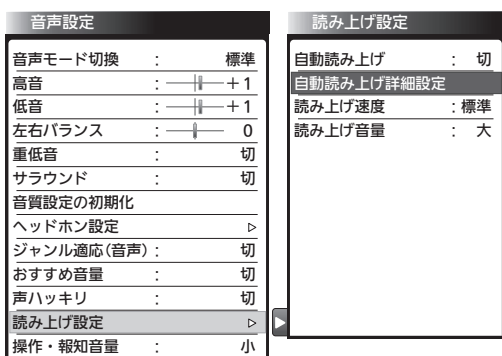 音声設定
音声モード切換 : 標準
高音 : +1
低音 : +1
左右バランス : 0
重低音 : 切
サラウンド : 切
音質設定の初期化
ヘッドホン設定
ジャンル適応(音声) : 切
おすすめ音量 : 切
声ハッキリ : 切
読み上げ設定
操作・報知音量 : 小
読み上げ設定
自動読み上げ : 切
自動読み上げ詳細設定
読み上げ速度 : 標準
読み上げ音量 : 大